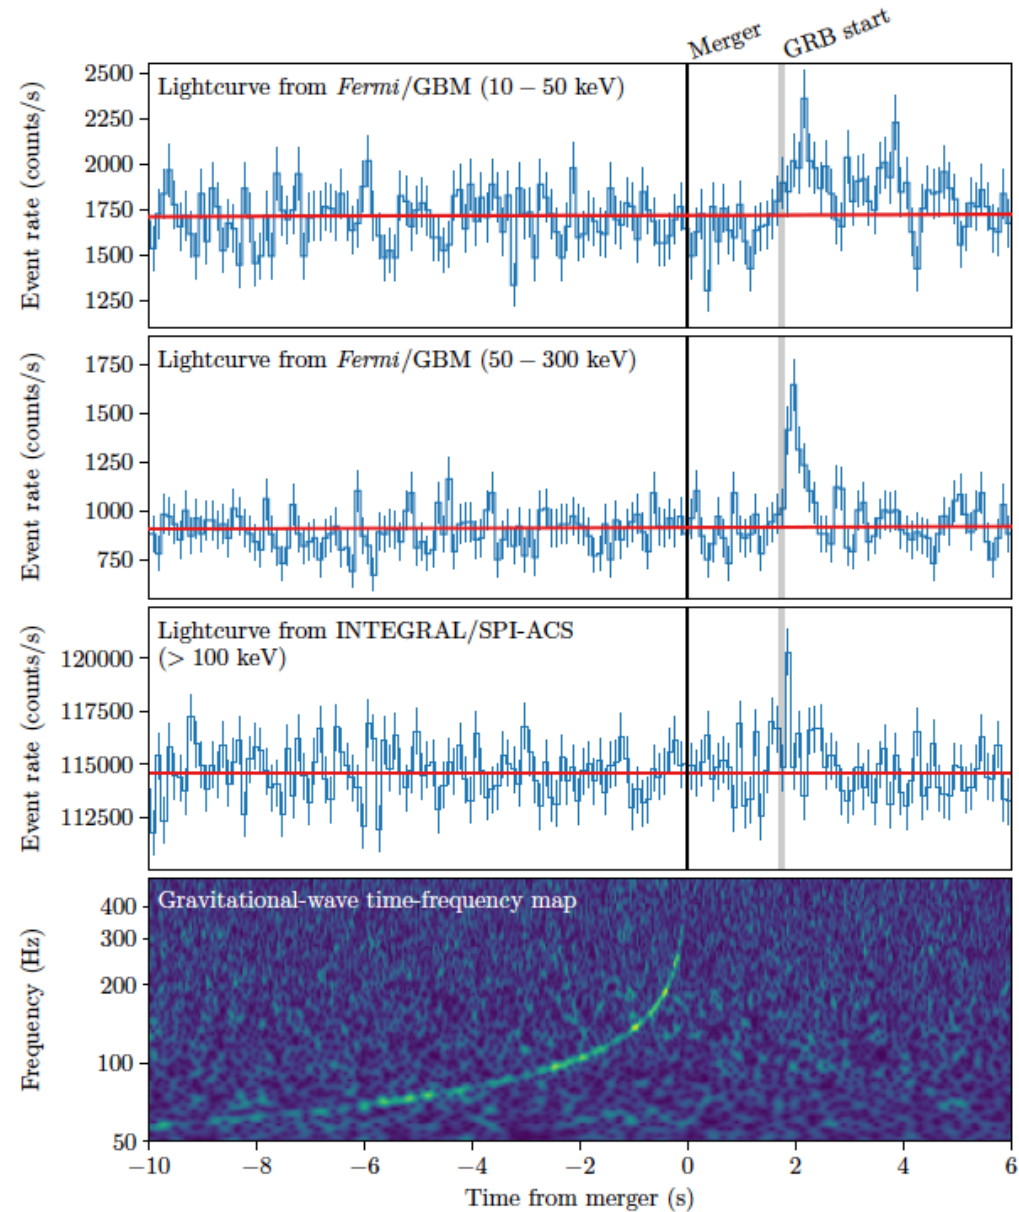 Merger GRB start
Lightcurve from Fermi/GBM (10 − 50 keV)
Event rate (counts/s)
2500
2250
2000
1750
1500
1250
Lightcurve from Fermi/GBM (50 − 300 keV)
Event rate (counts/s)
1750
1500
1250
1000
750
Lightcurve from INTEGRAL/SPI-ACS
(> 100 keV)
Event rate (counts/s)
120000
117500
115000
112500
Gravitational-wave time-frequency map
Frequency (Hz)
400
300
200
100
50
−10 −8 −6 −4 −2 0 2 4 6
Time from merger (s)